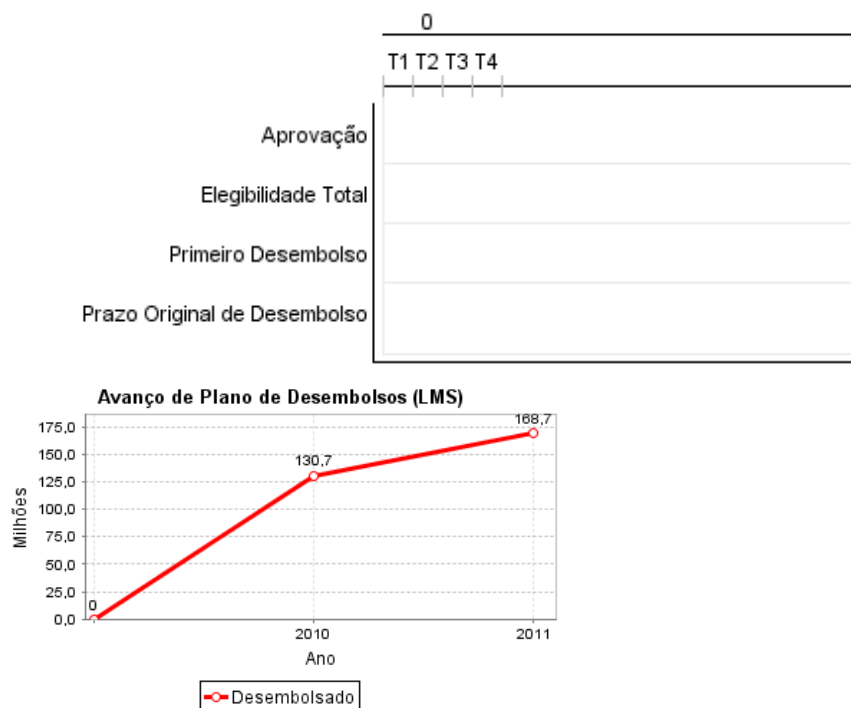 0
T1 T2 T3 T4
Aprovação
Elegibilidade Total
Primeiro Desembolso
Prazo Original de Desembolso
Avanço de Plano de Desembolsos (LMS)
175,0
150,0
125,0
100,0
75,0
50,0
25,0
0,0
Milhões
0
130,7
168,7
2010 2011
Ano
Desembolsado